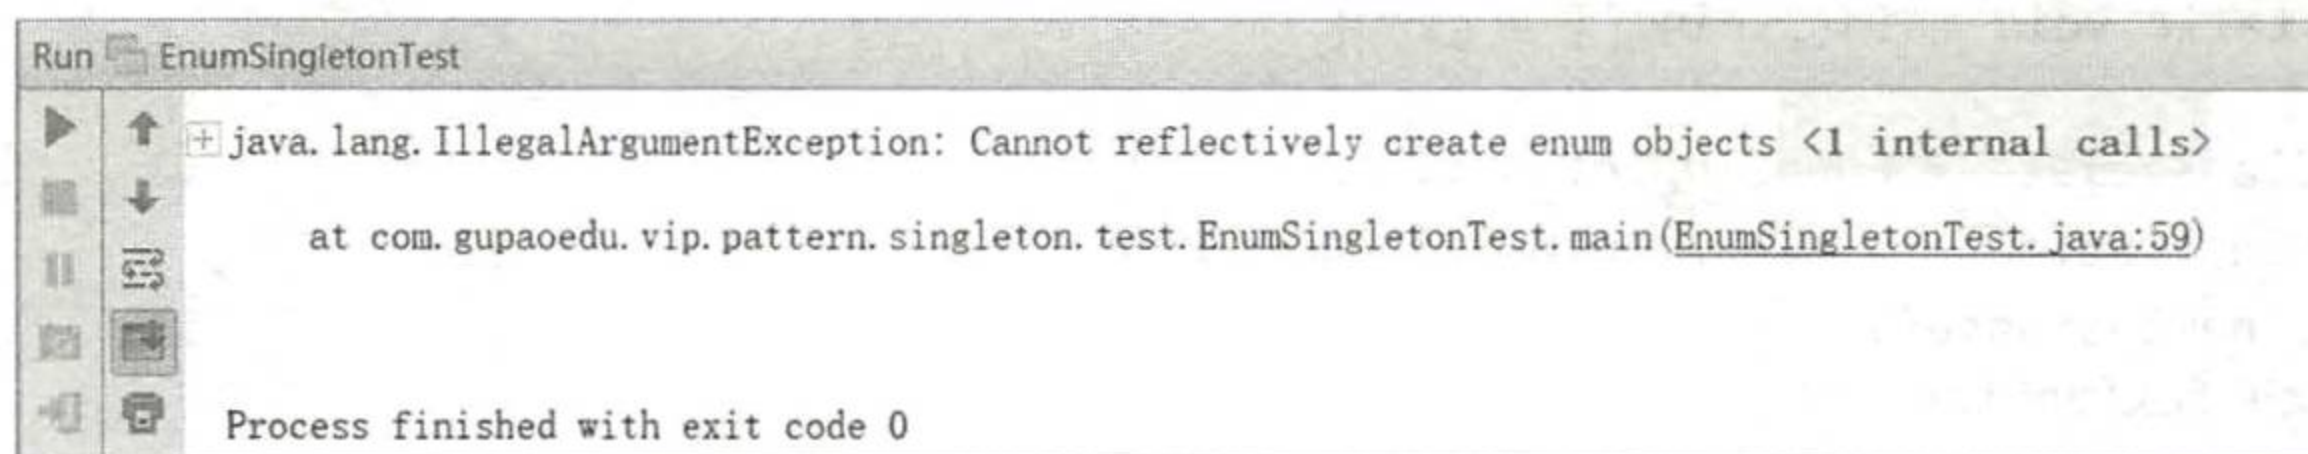 Run EnumSingletonTest
java.lang.IllegalArgumentException: Cannot reflectively create enum objects <1 internal calls>
at com.gupaoedu.vip.pattern.singleton.test.EnumSingletonTest.main(EnumSingletonTest.java:59)
Process finished with exit code 0